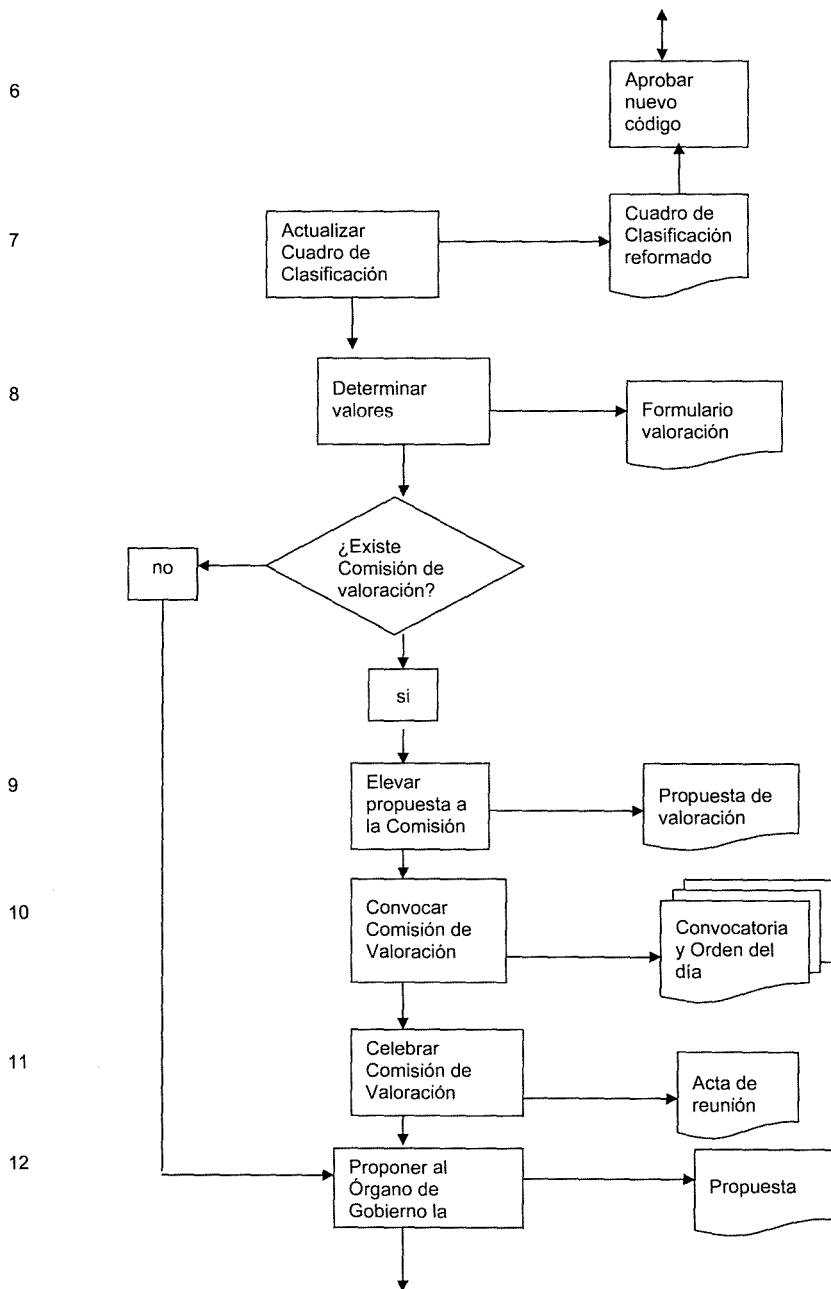 6
Aprobar
nuevo
código
7
Actualizar
Cuadro de
Clasificación
Cuadro de
Clasificación
reformado
8
Determinar
valores
Formulario
valoración
¿Existe
Comisión de
valoración?
no
si
9
Elevar
propuesta a
la Comisión
Propuesta de
valoración
10
Convocar
Comisión de
Valoración
Convocatoria
y Orden del
día
11
Celebrar
Comisión de
Valoración
Acta de
reunión
12
Proponer al
Órgano de
Gobierno la
Propuesta